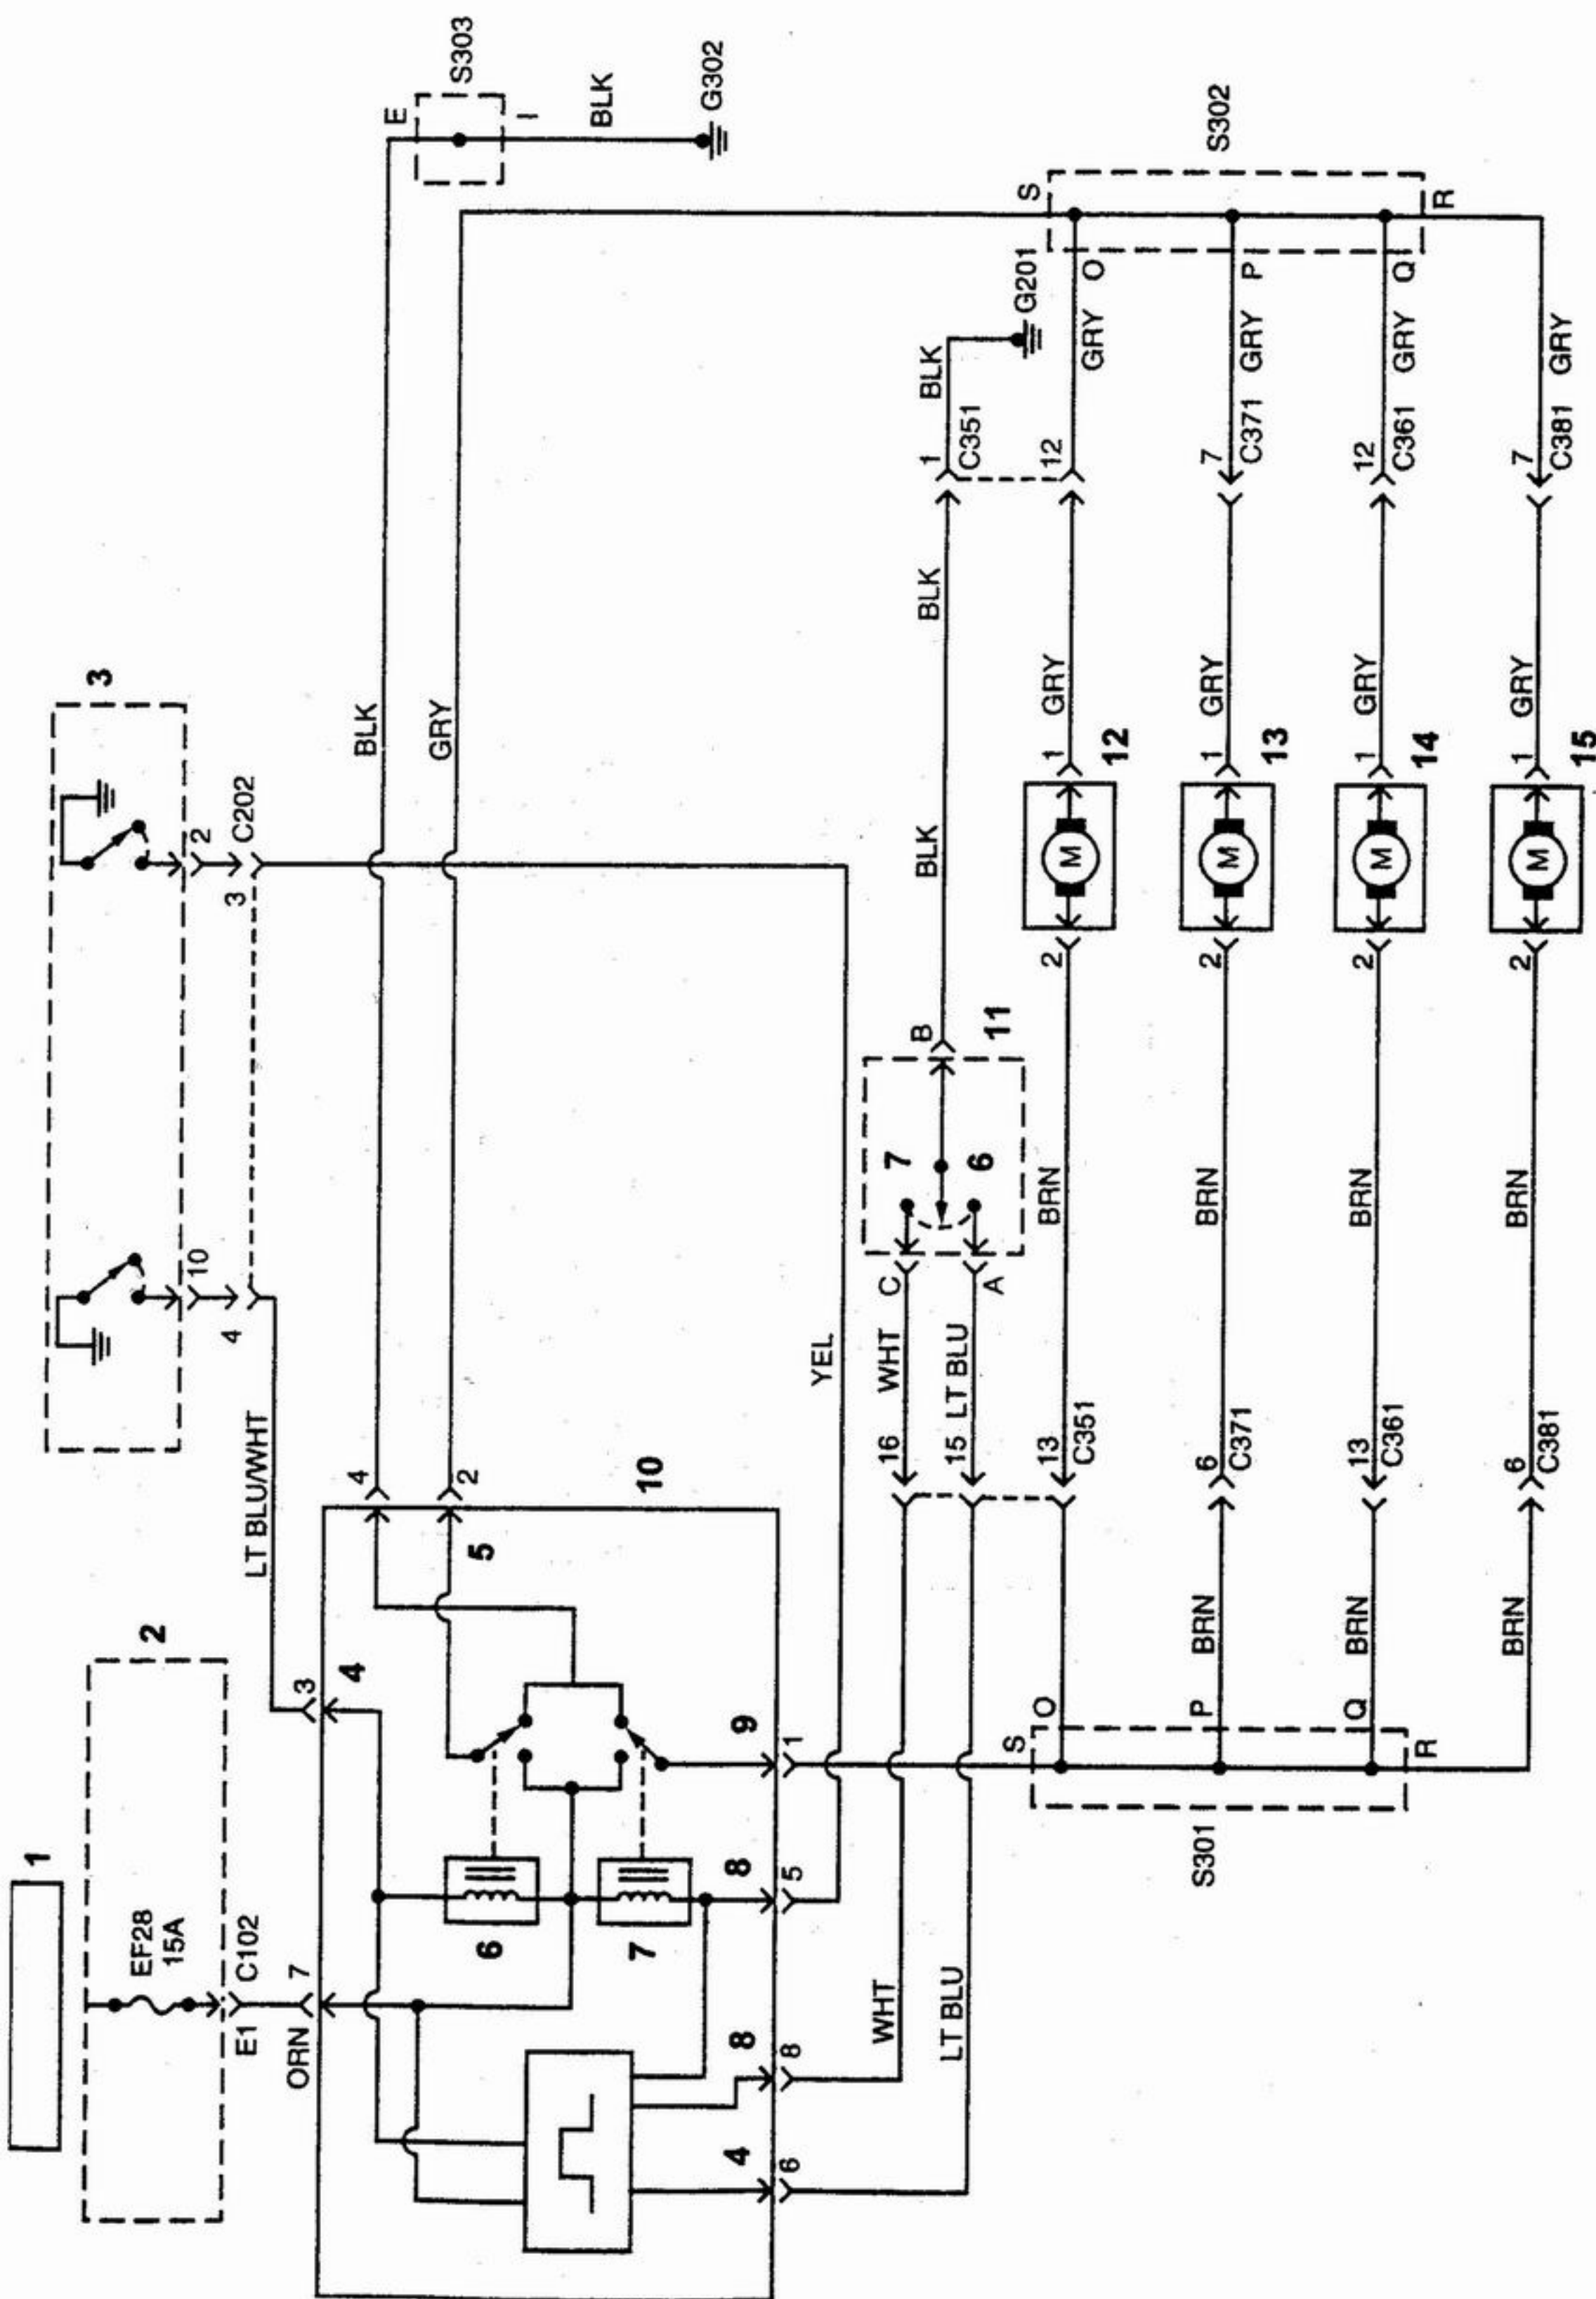 1
3
EF28
2
15A
10
2
4
3
C202
E1
C102
LT BLU/WHT
ORN
7
3
4
4
BLK
E
GRY
2
S303
5
6
I
BLK
7
10
G302
4
8
8
9
6
8
5
1
YEL
WHT
16
WHT
C
7
B
BLK
BLK
1
BLK
LT BLU
15
LT BLU
C351
6
A
11
S
G201
S
O
13
BRN
2
1
GRY
12
C351
12
GRY
O
P
BRN
6
BRN
2
1
GRY
7
S301
S302
C371
13
C371
GRY
P
Q
BRN
13
BRN
2
1
GRY
12
C361
14
C361
GRY
Q
R
R
BRN
6
BRN
2
1
GRY
7
C381
15
C381
GRY
M
M
M
M